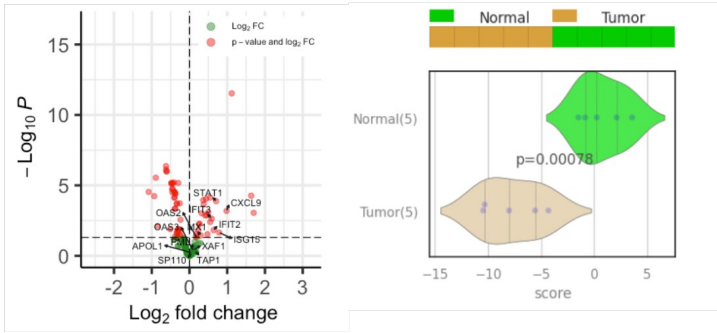 Log₂ FC
p − value and log₂ FC
15
10
5
0
− Log₁₀ P
STAT1
CXCL9
OAS2
IFIT3
OAS3
MX1
IFIT2
ISG15
APOL1
XAF1
SP110
TAP1
-2
-1
0
1
2
3
Log₂ fold change
Normal
Tumor
Normal(5)
p=0.00078
Tumor(5)
−15
−10
−5
0
5
score